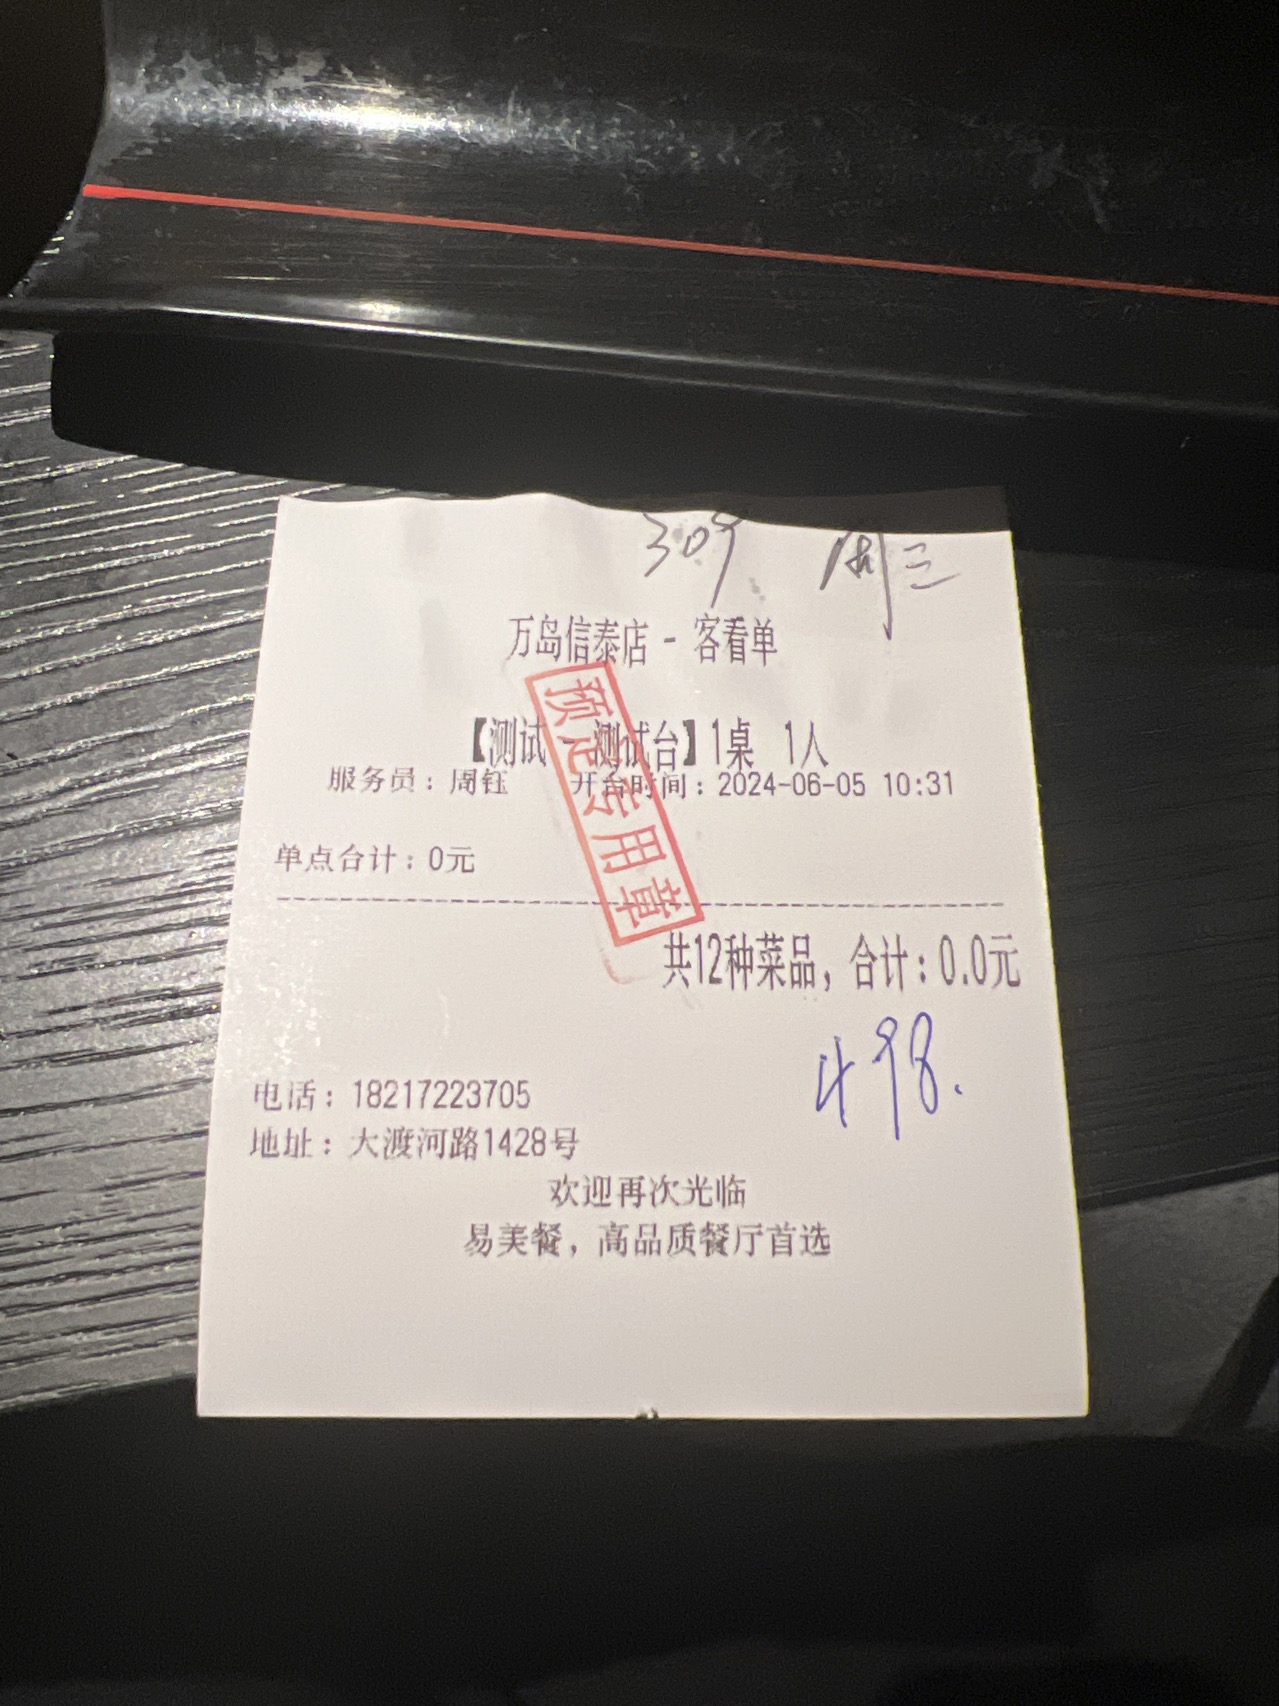 309 周三
万岛信泰店 - 客看单
【测试 - 测试台】1桌 1人
服务员：周钰 开台时间：2024-06-05 10:31
预定专用章
单点合计：0元
共12种菜品，合计：0.0元
498.
电话：18217223705
地址：大渡河路1428号
欢迎再次光临
易美餐，高品质餐厅首选